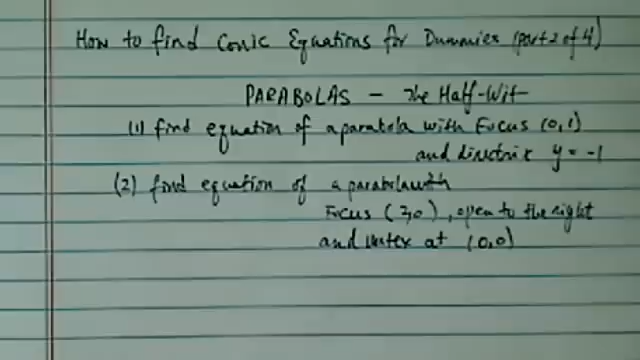 How to find Conic Equations for Dummies (part 2 of 4)
PARABOLAS - The Half-Wit
(1) find equation of a parabola with Focus (0,1)
and directrix y = -1
(2) find equation of a parabola with
Focus (2,0), open to the right
and vertex at (0,0)